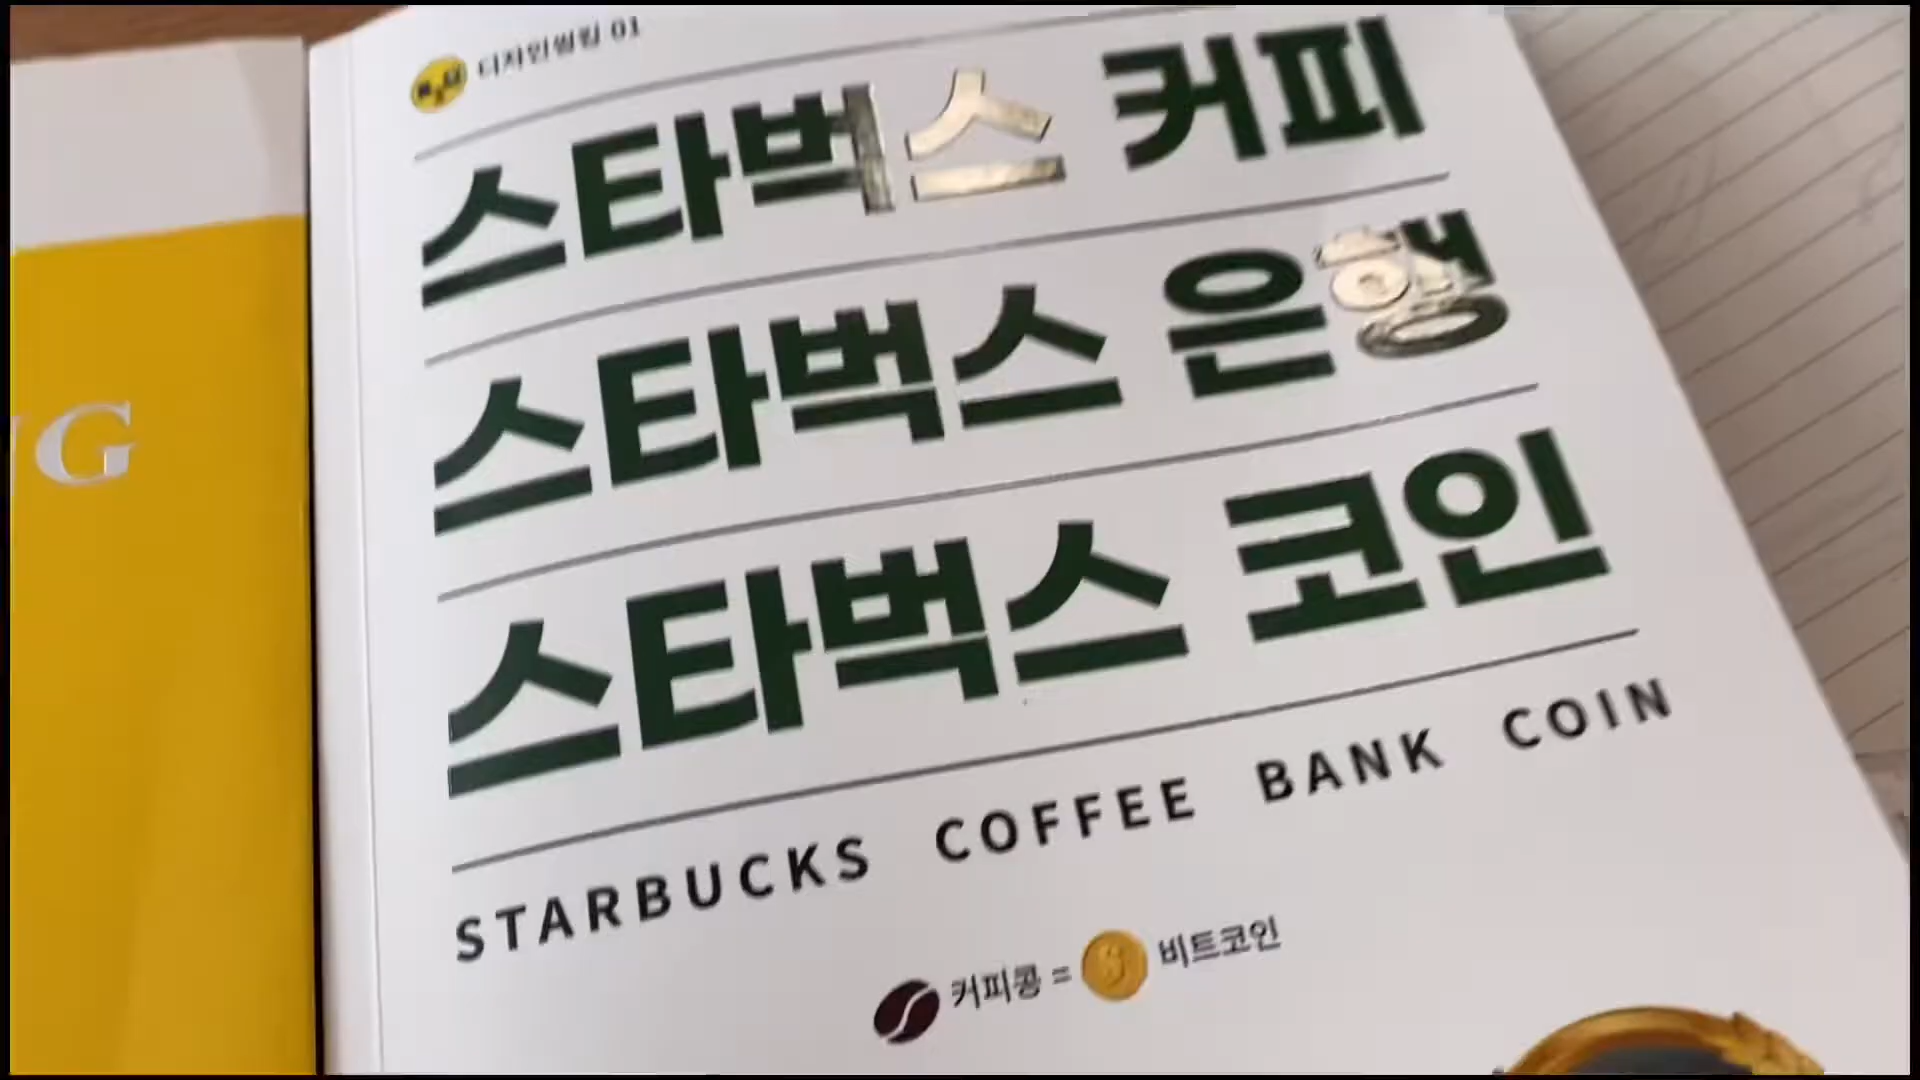 디자인씽킹 01
스타벅스 커피
스타벅스 은행
스타벅스 코인
STARBUCKS COFFEE BANK COIN
커피콩 = 비트코인
G